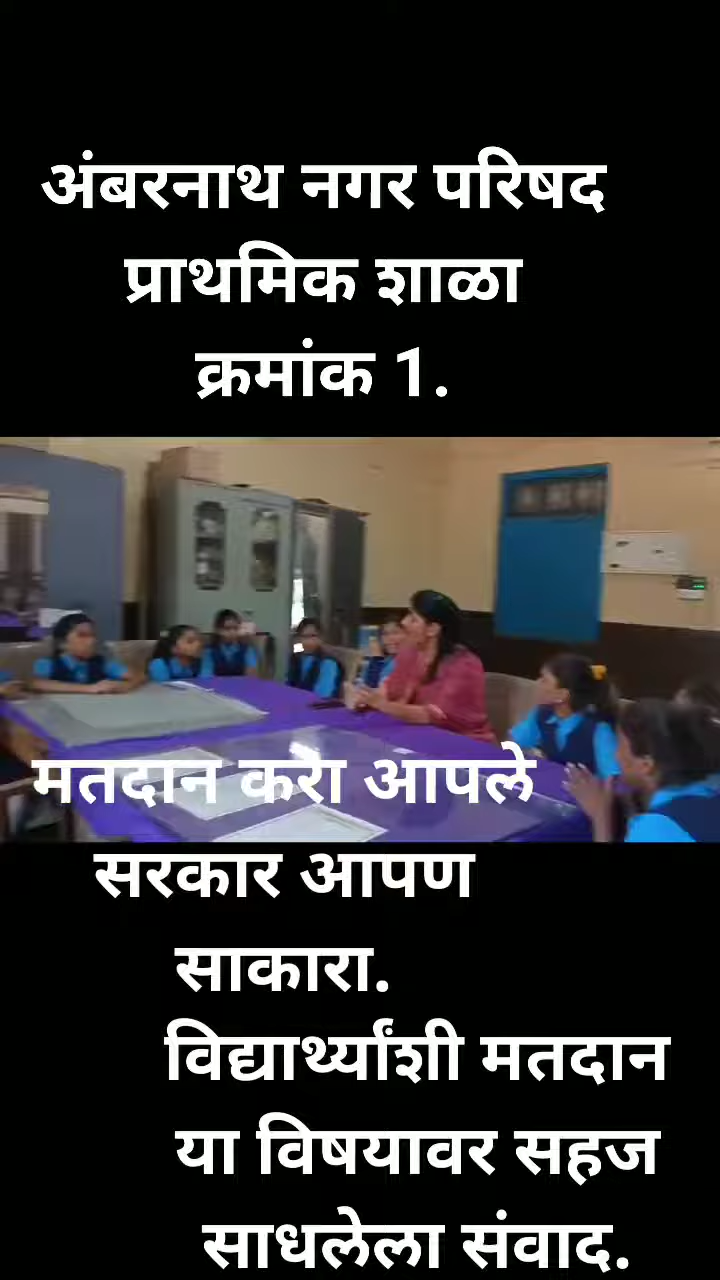 अंबरनाथ नगर परिषद
प्राथमिक शाळा
क्रमांक 1.
मतदान करा आपले
सरकार आपण
साकारा.
विद्यार्थ्यांशी मतदान
या विषयावर सहज
साधलेला संवाद.